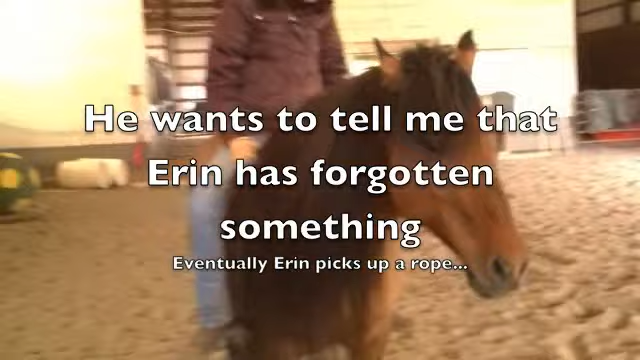 He wants to tell me that
Erin has forgotten
something
Eventually Erin picks up a rope...